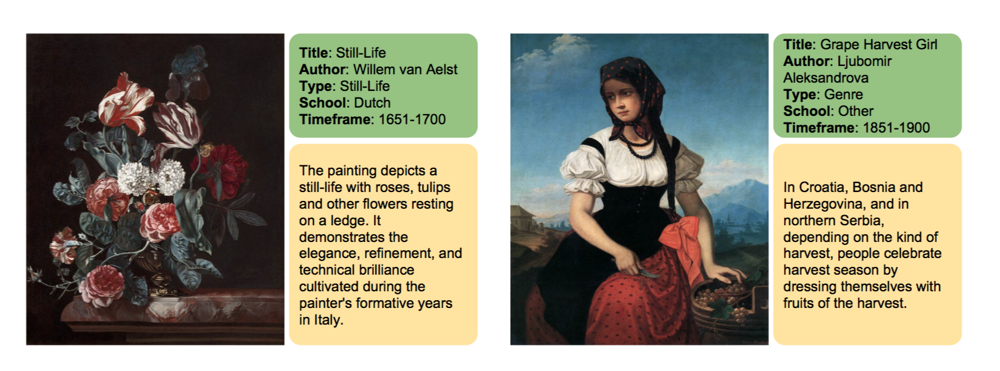 Title: Still-Life
Author: Willem van Aelst
Type: Still-Life
School: Dutch
Timeframe: 1651-1700
The painting depicts a
still-life with roses, tulips
and other flowers resting
on a ledge. It
demonstrates the
elegance, refinement, and
technical brilliance
cultivated during the
painter's formative years
in Italy.
Title: Grape Harvest Girl
Author: Ljubomir
Aleksandrova
Type: Genre
School: Other
Timeframe: 1851-1900
In Croatia, Bosnia and
Herzegovina, and in
northern Serbia,
depending on the kind of
harvest, people celebrate
harvest season by
dressing themselves with
fruits of the harvest.